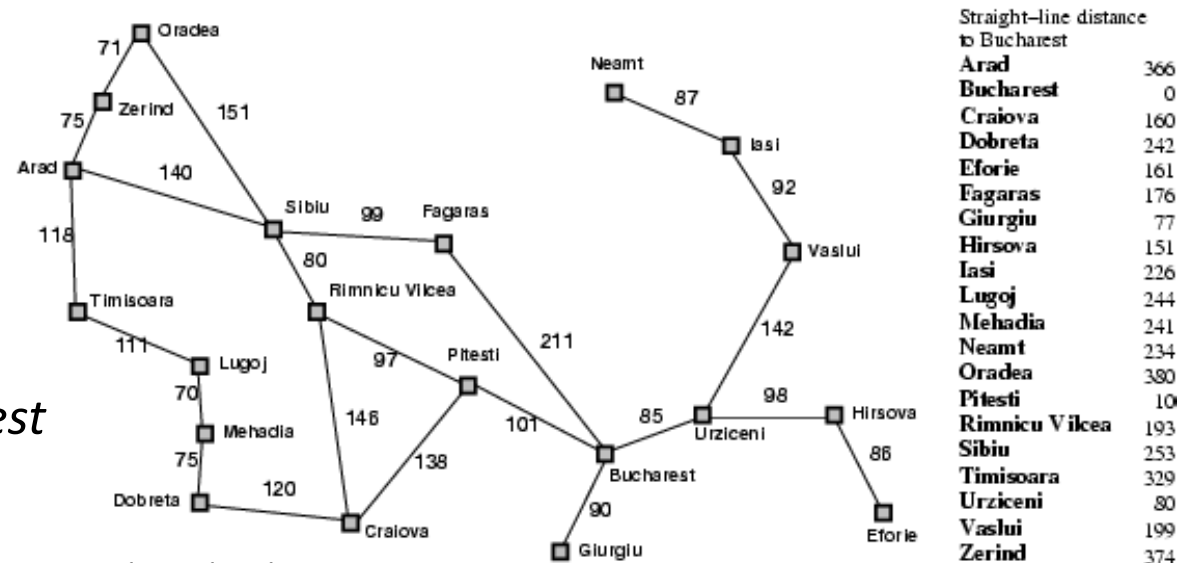 Oradea
71
Neamt
Zerind
151
87
75
Iasi
Arad
140
92
Sibiu
99
Fagaras
118
80
Vaslui
Rimnicu Vilcea
Timisoara
142
111
211
Lugoj
97
Pitesti
70
98
146
85
Hirsova
101
Urziceni
est
Mehadia
138
86
75
Bucharest
120
90
Dobreta
Craiova
Eforie
Giurgiu
Straight-line distance
to Bucharest
Arad 366
Bucharest 0
Craiova 160
Dobreta 242
Eforie 161
Fagaras 176
Giurgiu 77
Hirsova 151
Iasi 226
Lugoj 244
Mehadia 241
Neamt 234
Oradea 380
Pitesti 10
Rimnicu Vilcea 193
Sibiu 253
Timisoara 329
Urziceni 80
Vaslui 199
Zerind 374